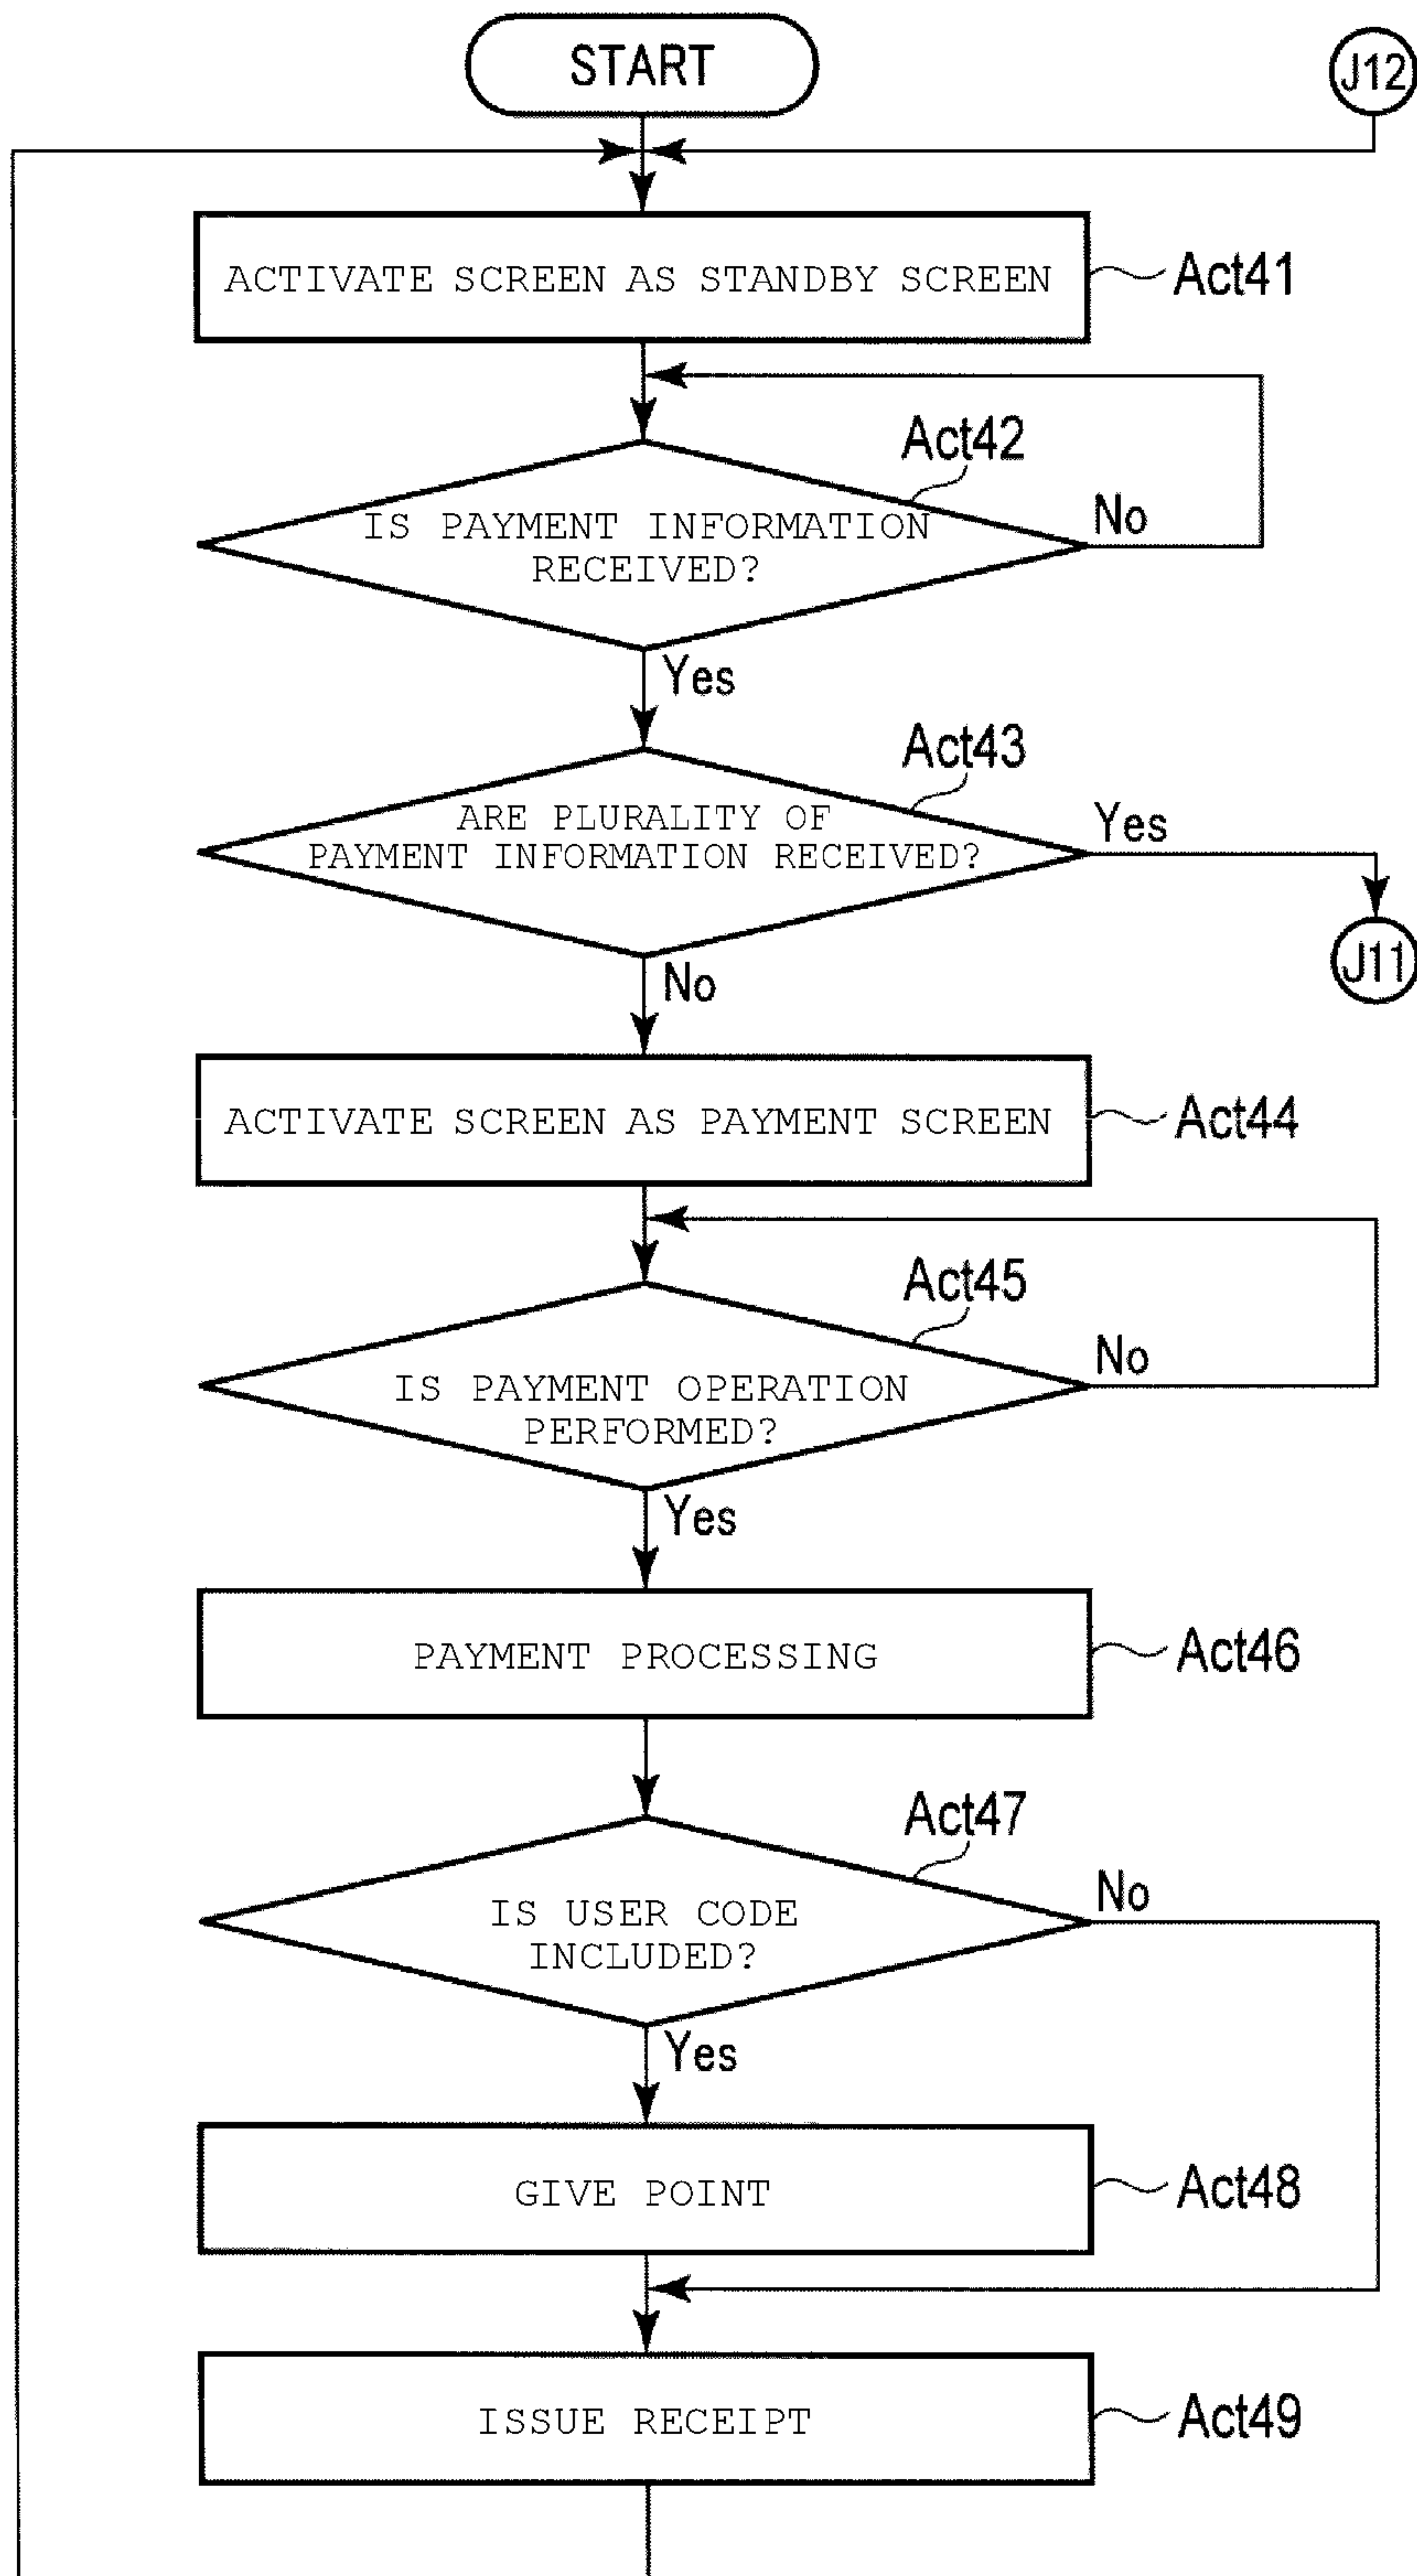 START
J12
ACTIVATE SCREEN AS STANDBY SCREEN
Act41
Act42
IS PAYMENT INFORMATION
RECEIVED?
No
Yes
Act43
ARE PLURALITY OF
PAYMENT INFORMATION RECEIVED?
Yes
J11
No
ACTIVATE SCREEN AS PAYMENT SCREEN
Act44
Act45
IS PAYMENT OPERATION
PERFORMED?
No
Yes
PAYMENT PROCESSING
Act46
Act47
IS USER CODE
INCLUDED?
No
Yes
GIVE POINT
Act48
ISSUE RECEIPT
Act49